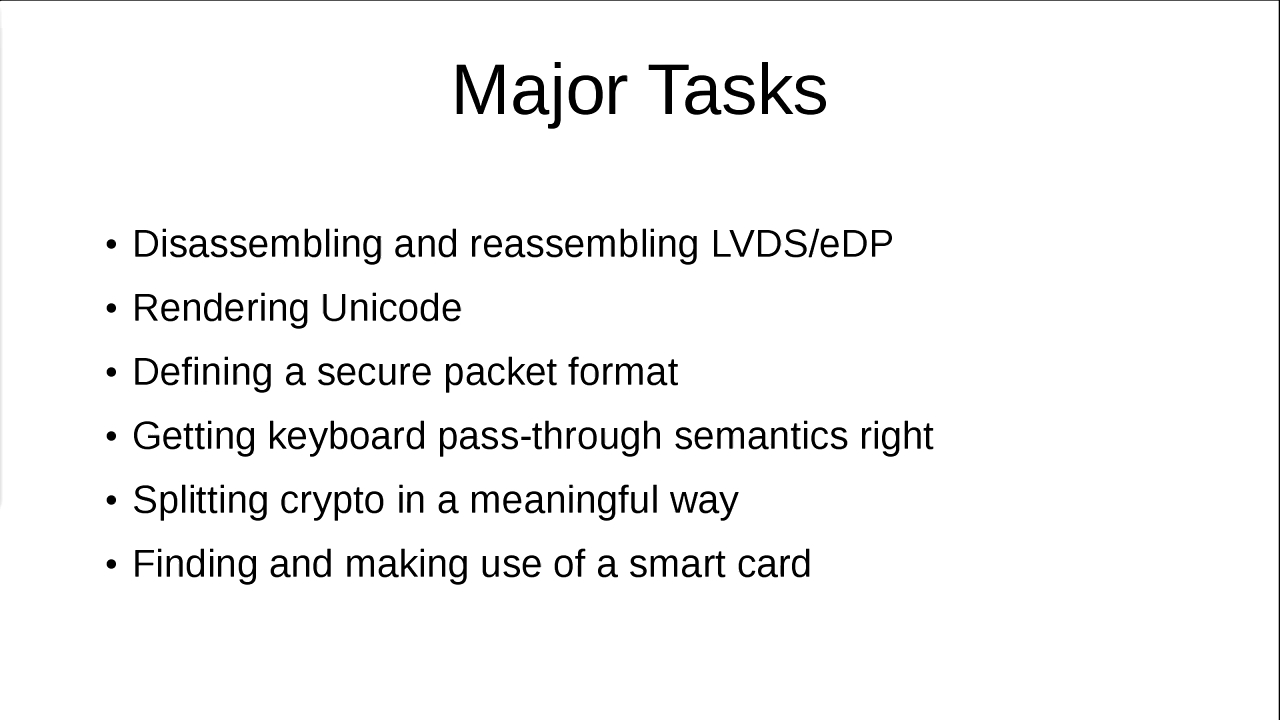 Major Tasks
• Disassembling and reassembling LVDS/eDP
• Rendering Unicode
• Defining a secure packet format
• Getting keyboard pass-through semantics right
• Splitting crypto in a meaningful way
• Finding and making use of a smart card